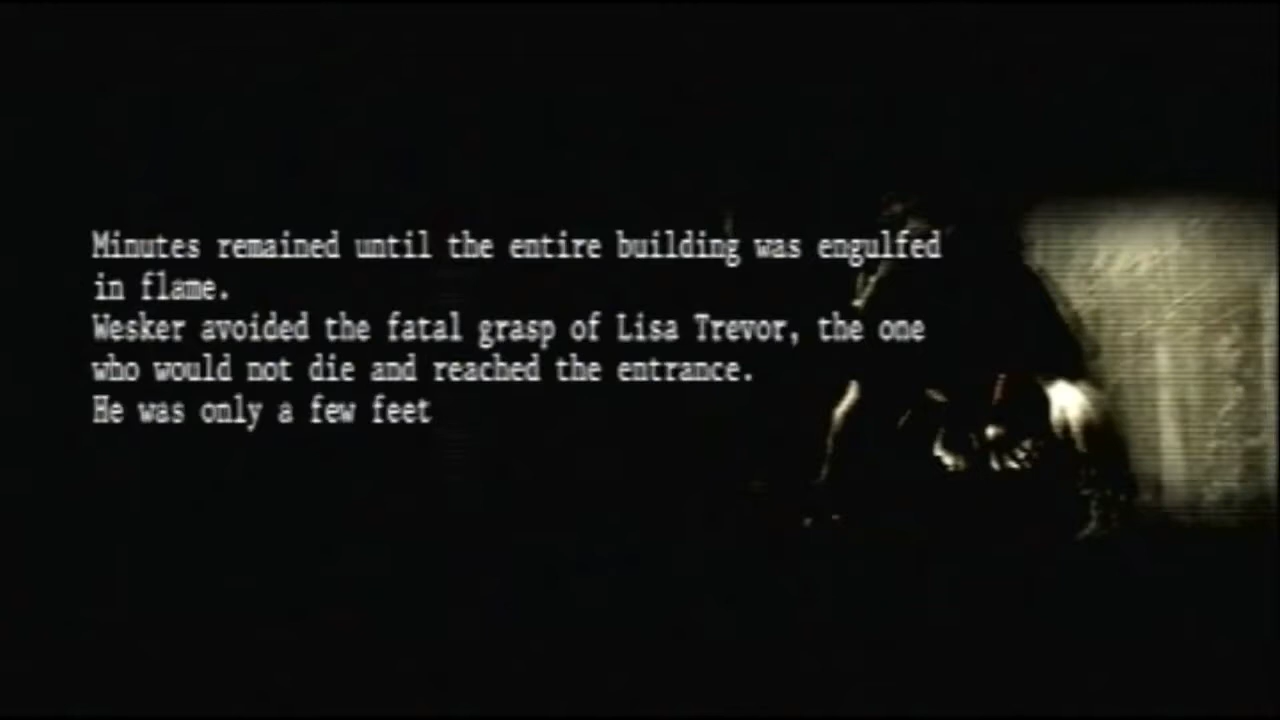 Minutes remained until the entire building was engulfed
in flame.
Wesker avoided the fatal grasp of Lisa Trevor, the one
who would not die and reached the entrance.
He was only a few feet